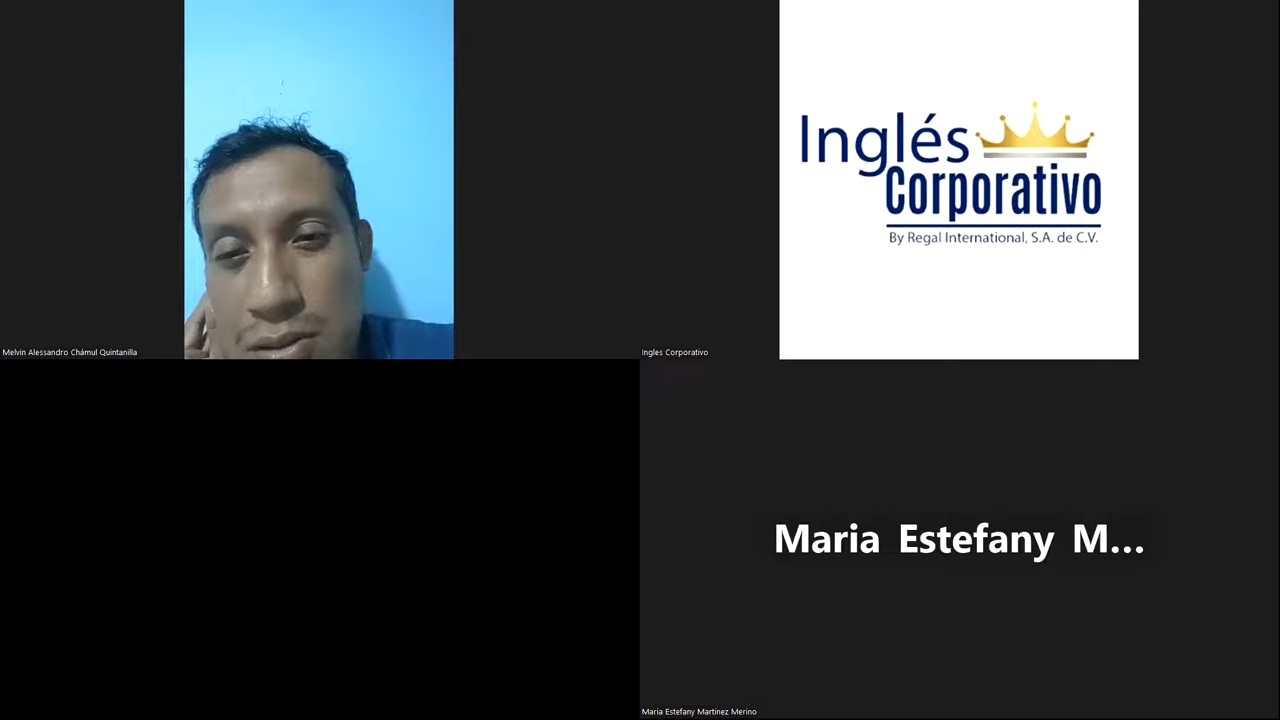 Inglés
Corporativo
By Regal International, S.A. de C.V.
Melvin Alessandro Chámul Quintanilla
Ingles Corporativo
Maria Estefany M...
Maria Estefany Martinez Merino